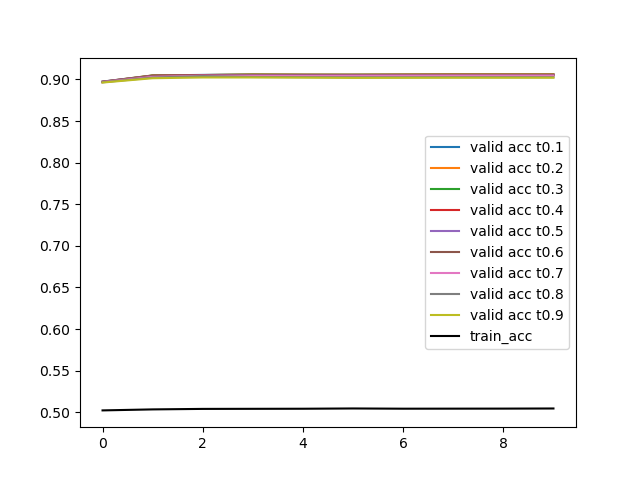 0.90
0.85
0.80
0.75
0.70
0.65
0.60
0.55
0.50
0 2 4 6 8
valid acc t0.1
valid acc t0.2
valid acc t0.3
valid acc t0.4
valid acc t0.5
valid acc t0.6
valid acc t0.7
valid acc t0.8
valid acc t0.9
train_acc